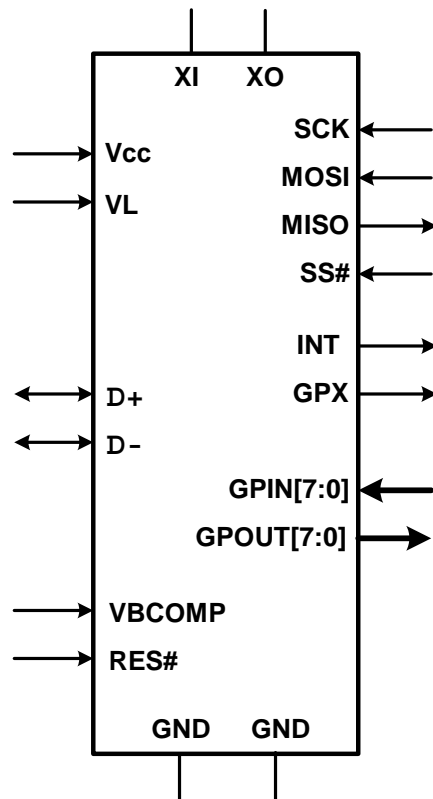 XI XO
SCK
Vcc
MOSI
VL
MISO
SS#
INT
D+
GPX
D-
GPIN[7:0]
GPOUT[7:0]
VBCOMP
RES#
GND GND